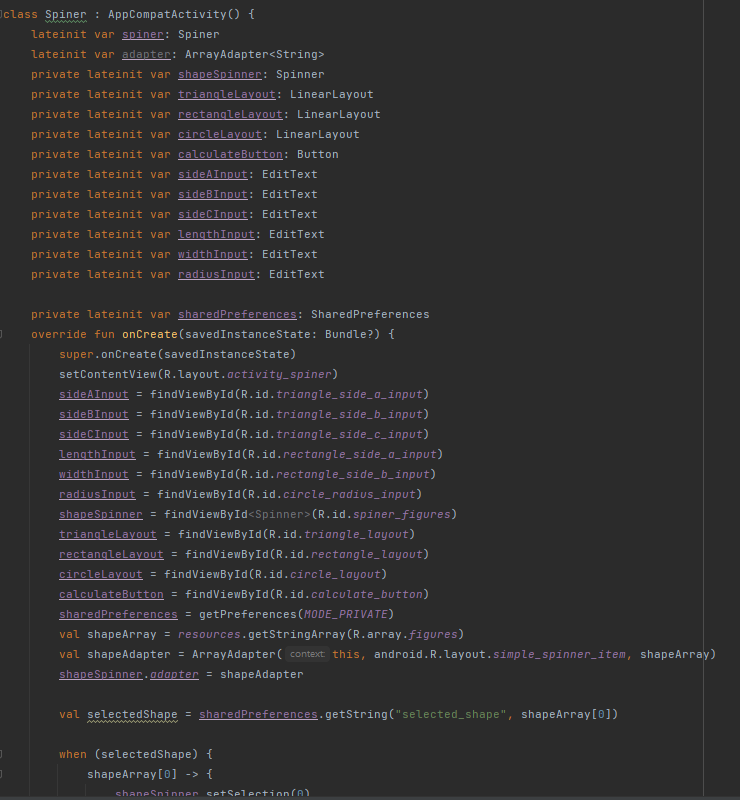 class Spiner : AppCompatActivity() {
    lateinit var spiner: Spiner
    lateinit var adapter: ArrayAdapter<String>
    private lateinit var shapeSpinner: Spinner
    private lateinit var triangleLayout: LinearLayout
    private lateinit var rectangleLayout: LinearLayout
    private lateinit var circleLayout: LinearLayout
    private lateinit var calculateButton: Button
    private lateinit var sideAInput: EditText
    private lateinit var sideBInput: EditText
    private lateinit var sideCInput: EditText
    private lateinit var lengthInput: EditText
    private lateinit var widthInput: EditText
    private lateinit var radiusInput: EditText

    private lateinit var sharedPreferences: SharedPreferences
    override fun onCreate(savedInstanceState: Bundle?) {
        super.onCreate(savedInstanceState)
        setContentView(R.layout.activity_spiner)
        sideAInput = findViewById(R.id.triangle_side_a_input)
        sideBInput = findViewById(R.id.triangle_side_b_input)
        sideCInput = findViewById(R.id.triangle_side_c_input)
        lengthInput = findViewById(R.id.rectangle_side_a_input)
        widthInput = findViewById(R.id.rectangle_side_b_input)
        radiusInput = findViewById(R.id.circle_radius_input)
        shapeSpinner = findViewById<Spinner>(R.id.spiner_figures)
        triangleLayout = findViewById(R.id.triangle_layout)
        rectangleLayout = findViewById(R.id.rectangle_layout)
        circleLayout = findViewById(R.id.circle_layout)
        calculateButton = findViewById(R.id.calculate_button)
        sharedPreferences = getPreferences(MODE_PRIVATE)
        val shapeArray = resources.getStringArray(R.array.figures)
        val shapeAdapter = ArrayAdapter( context: this, android.R.layout.simple_spinner_item, shapeArray)
        shapeSpinner.adapter = shapeAdapter

        val selectedShape = sharedPreferences.getString("selected_shape", shapeArray[0])

        when (selectedShape) {
            shapeArray[0] -> {
                shapeSpinner.setSelection(0)